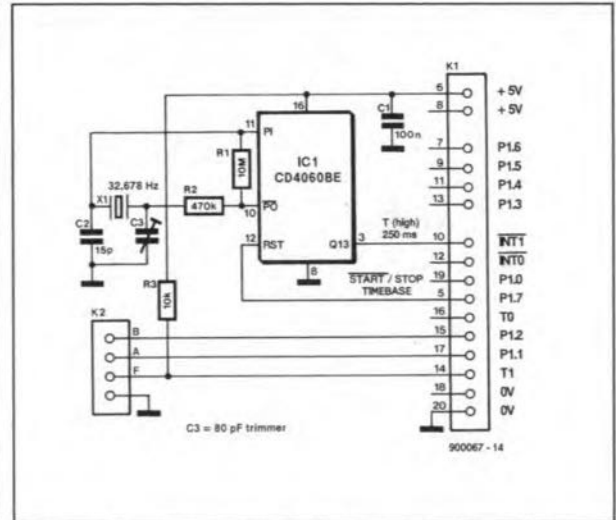 K1
6 +5V
8 +5V
7 P1.6
9 P1.5
11 P1.4
13 P1.3
10 INT1
12 INT0
19 P1.0
5 P1.7
16 T0
15 P1.2
17 P1.1
14 T1
18 0V
20 0V
900067 - 14
C1
100n
16
11 PI
IC1
CD4060BE
R1
10M
32,678 Hz
X1
R2
470k
10 PO
C2
15p
C3
12 RST
Q13 3
T (high)
250 ms
8
START / STOP
TIMEBASE
R3
10k
K2
B
A
F
C3 = 80 pF trimmer